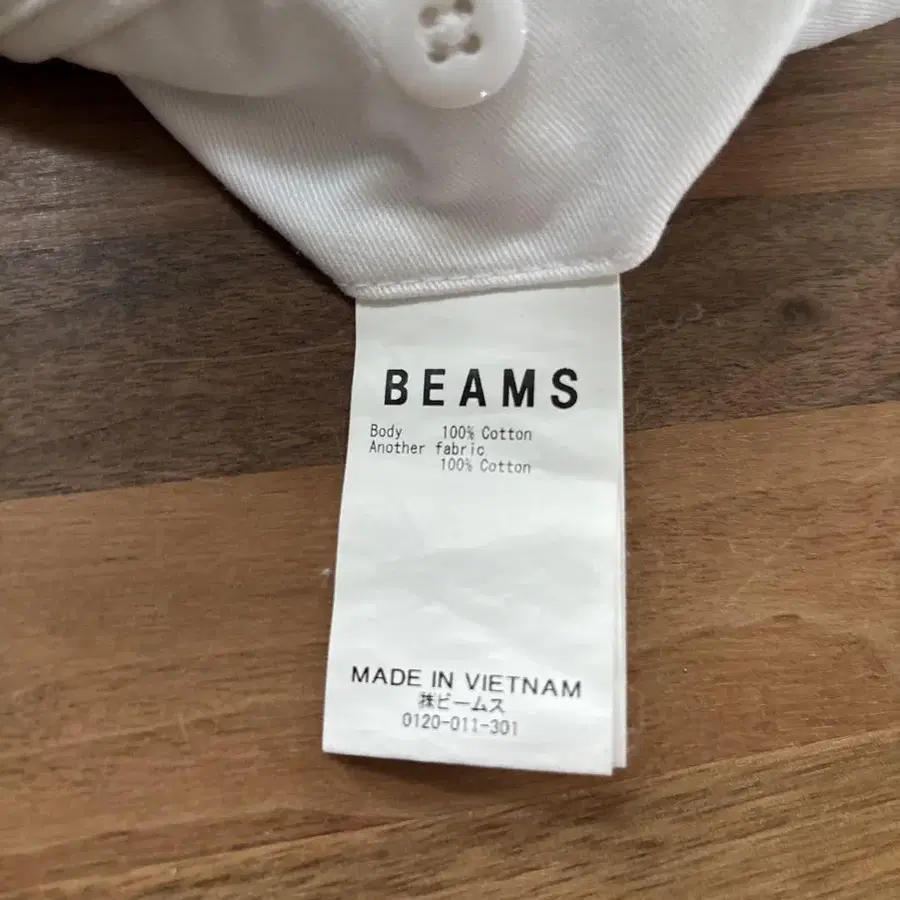 BEAMS
Body 100% Cotton
Another fabric
100% Cotton
MADE IN VIETNAM
㈱ビームス
0120-011-301